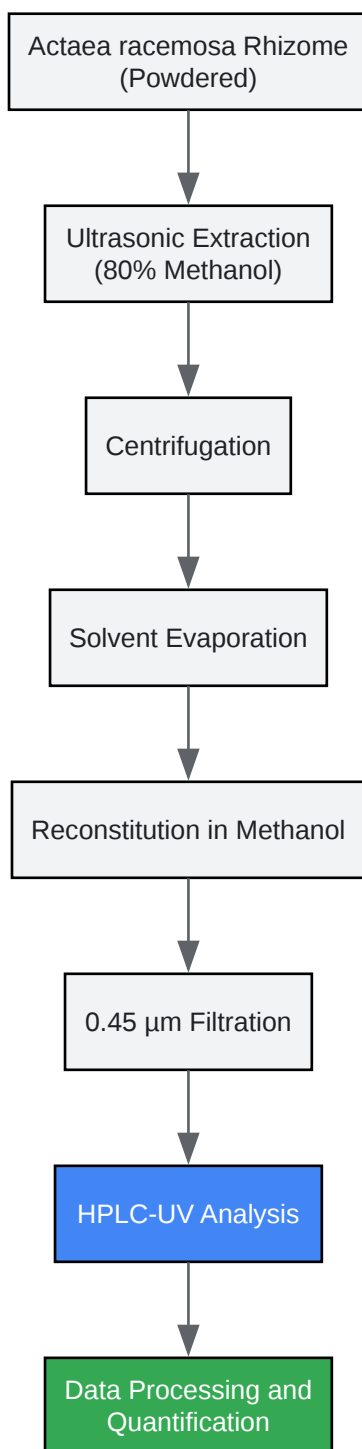 Actaea racemosa Rhizome
(Powdered)
Ultrasonic Extraction
(80% Methanol)
Centrifugation
Solvent Evaporation
Reconstitution in Methanol
0.45 µm Filtration
HPLC-UV Analysis
Data Processing and
Quantification